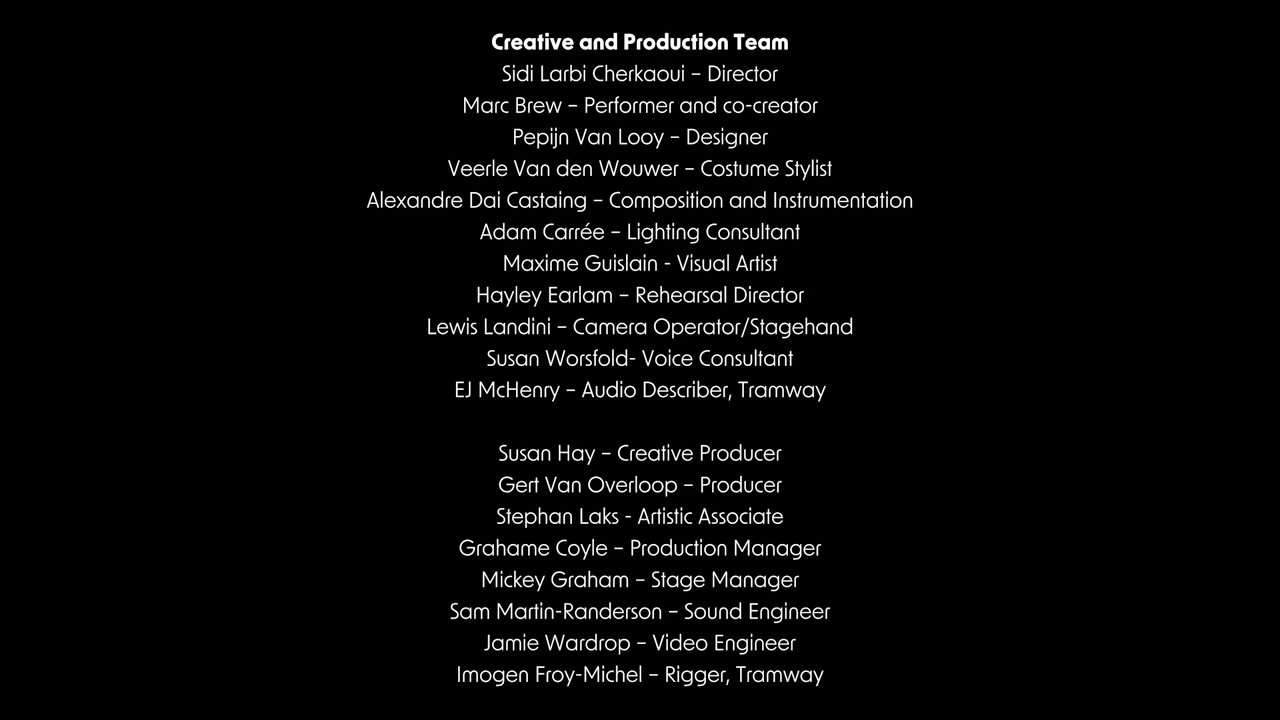 Creative and Production Team
Sidi Larbi Cherkaoui – Director
Marc Brew – Performer and co-creator
Pepijn Van Looy – Designer
Veerle Van den Wouwer – Costume Stylist
Alexandre Dai Castaing – Composition and Instrumentation
Adam Carrée – Lighting Consultant
Maxime Guislain - Visual Artist
Hayley Earlam – Rehearsal Director
Lewis Landini – Camera Operator/Stagehand
Susan Worsfold- Voice Consultant
EJ McHenry – Audio Describer, Tramway
Susan Hay – Creative Producer
Gert Van Overloop – Producer
Stephan Laks - Artistic Associate
Grahame Coyle – Production Manager
Mickey Graham – Stage Manager
Sam Martin-Randerson – Sound Engineer
Jamie Wardrop – Video Engineer
Imogen Froy-Michel – Rigger, Tramway